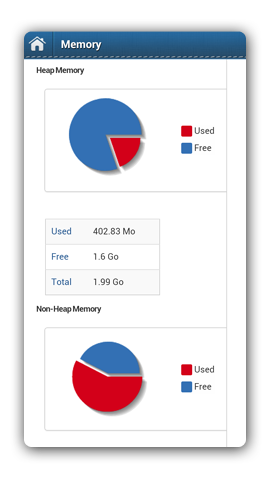 Memory
Heap Memory
Used
Free
Used 402.83 Mo
Free 1.6 Go
Total 1.99 Go
Non-Heap Memory
Used
Free